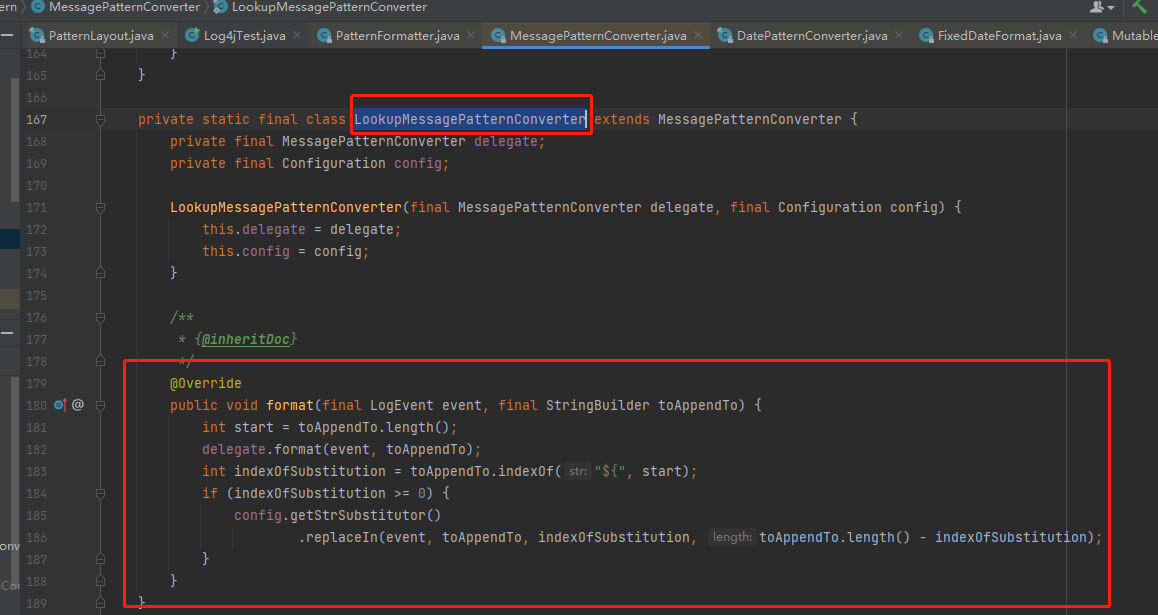 ern MessagePatternConverter LookupMessagePatternConverter
PatternLayout.java Log4jTest.java PatternFormatter.java MessagePatternConverter.java DatePatternConverter.java FixedDateFormat.java Mutable
164 }
165 }
166
167 private static final class LookupMessagePatternConverter extends MessagePatternConverter {
168 private final MessagePatternConverter delegate;
169 private final Configuration config;
170
171 LookupMessagePatternConverter(final MessagePatternConverter delegate, final Configuration config) {
172 this.delegate = delegate;
173 this.config = config;
174 }
175
176 /**
177 * {@inheritDoc}
178 */
179 @Override
180 @ public void format(final LogEvent event, final StringBuilder toAppendTo) {
181 int start = toAppendTo.length();
182 delegate.format(event, toAppendTo);
183 int indexOfSubstitution = toAppendTo.indexOf( str: "${", start);
184 if (indexOfSubstitution >= 0) {
185 config.getStrSubstitutor()
186 .replaceIn(event, toAppendTo, indexOfSubstitution, length: toAppendTo.length() - indexOfSubstitution);
onv
187 }
188 }
Cor
189 }